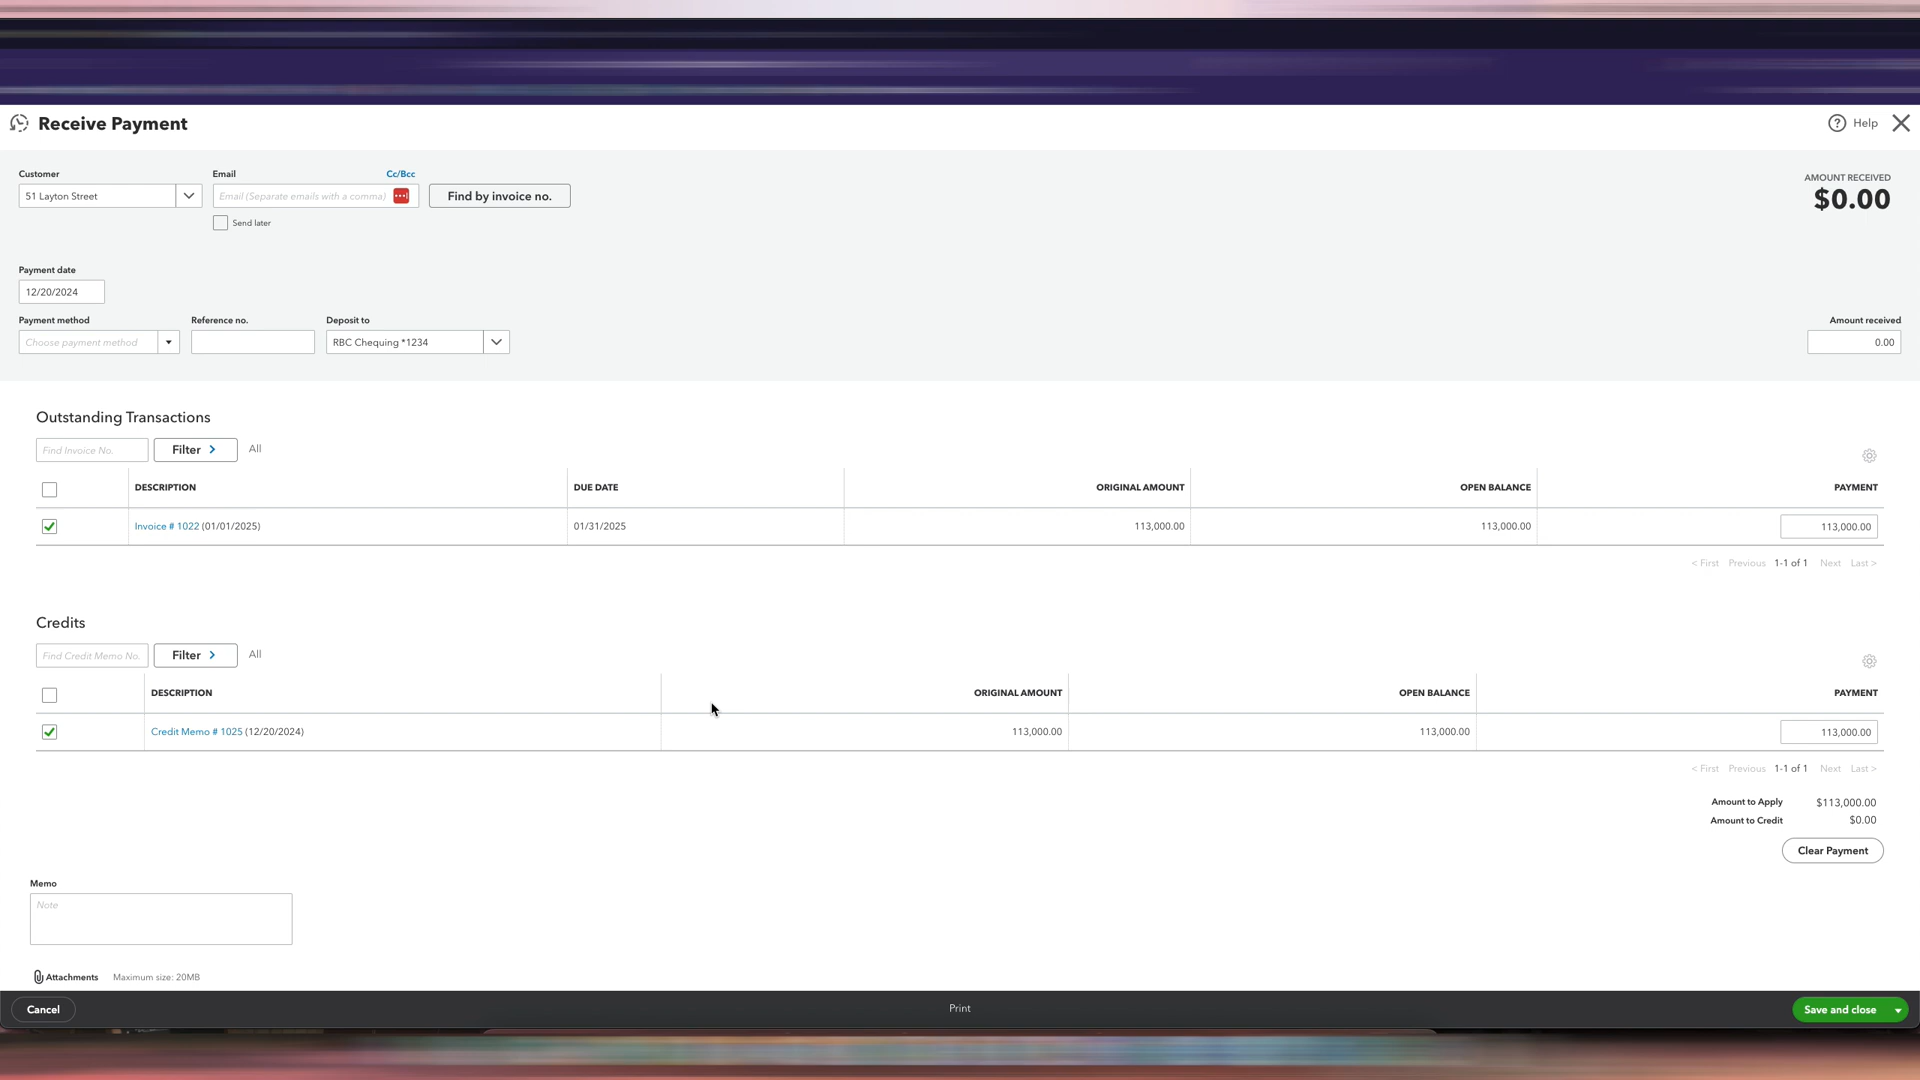 Receive Payment
Help
Customer
Email
Cc/Bcc
51 Layton Street
Email (Separate emails with a comma)
Find by invoice no.
Send later
AMOUNT RECEIVED
$0.00
Payment date
12/20/2024
Payment method
Reference no.
Deposit to
Amount received
Choose payment method
RBC Chequing *1234
0.00
Outstanding Transactions
Find Invoice No.
Filter >
All
DESCRIPTION
DUE DATE
ORIGINAL AMOUNT
OPEN BALANCE
PAYMENT
Invoice # 1022 (01/01/2025)
01/31/2025
113,000.00
113,000.00
113,000.00
< First Previous 1-1 of 1 Next Last >
Credits
Find Credit Memo No.
Filter >
All
DESCRIPTION
ORIGINAL AMOUNT
OPEN BALANCE
PAYMENT
Credit Memo # 1025 (12/20/2024)
113,000.00
113,000.00
113,000.00
< First Previous 1-1 of 1 Next Last >
Amount to Apply $113,000.00
Amount to Credit $0.00
Clear Payment
Memo
Note
Attachments Maximum size: 20MB
Cancel
Print
Save and close